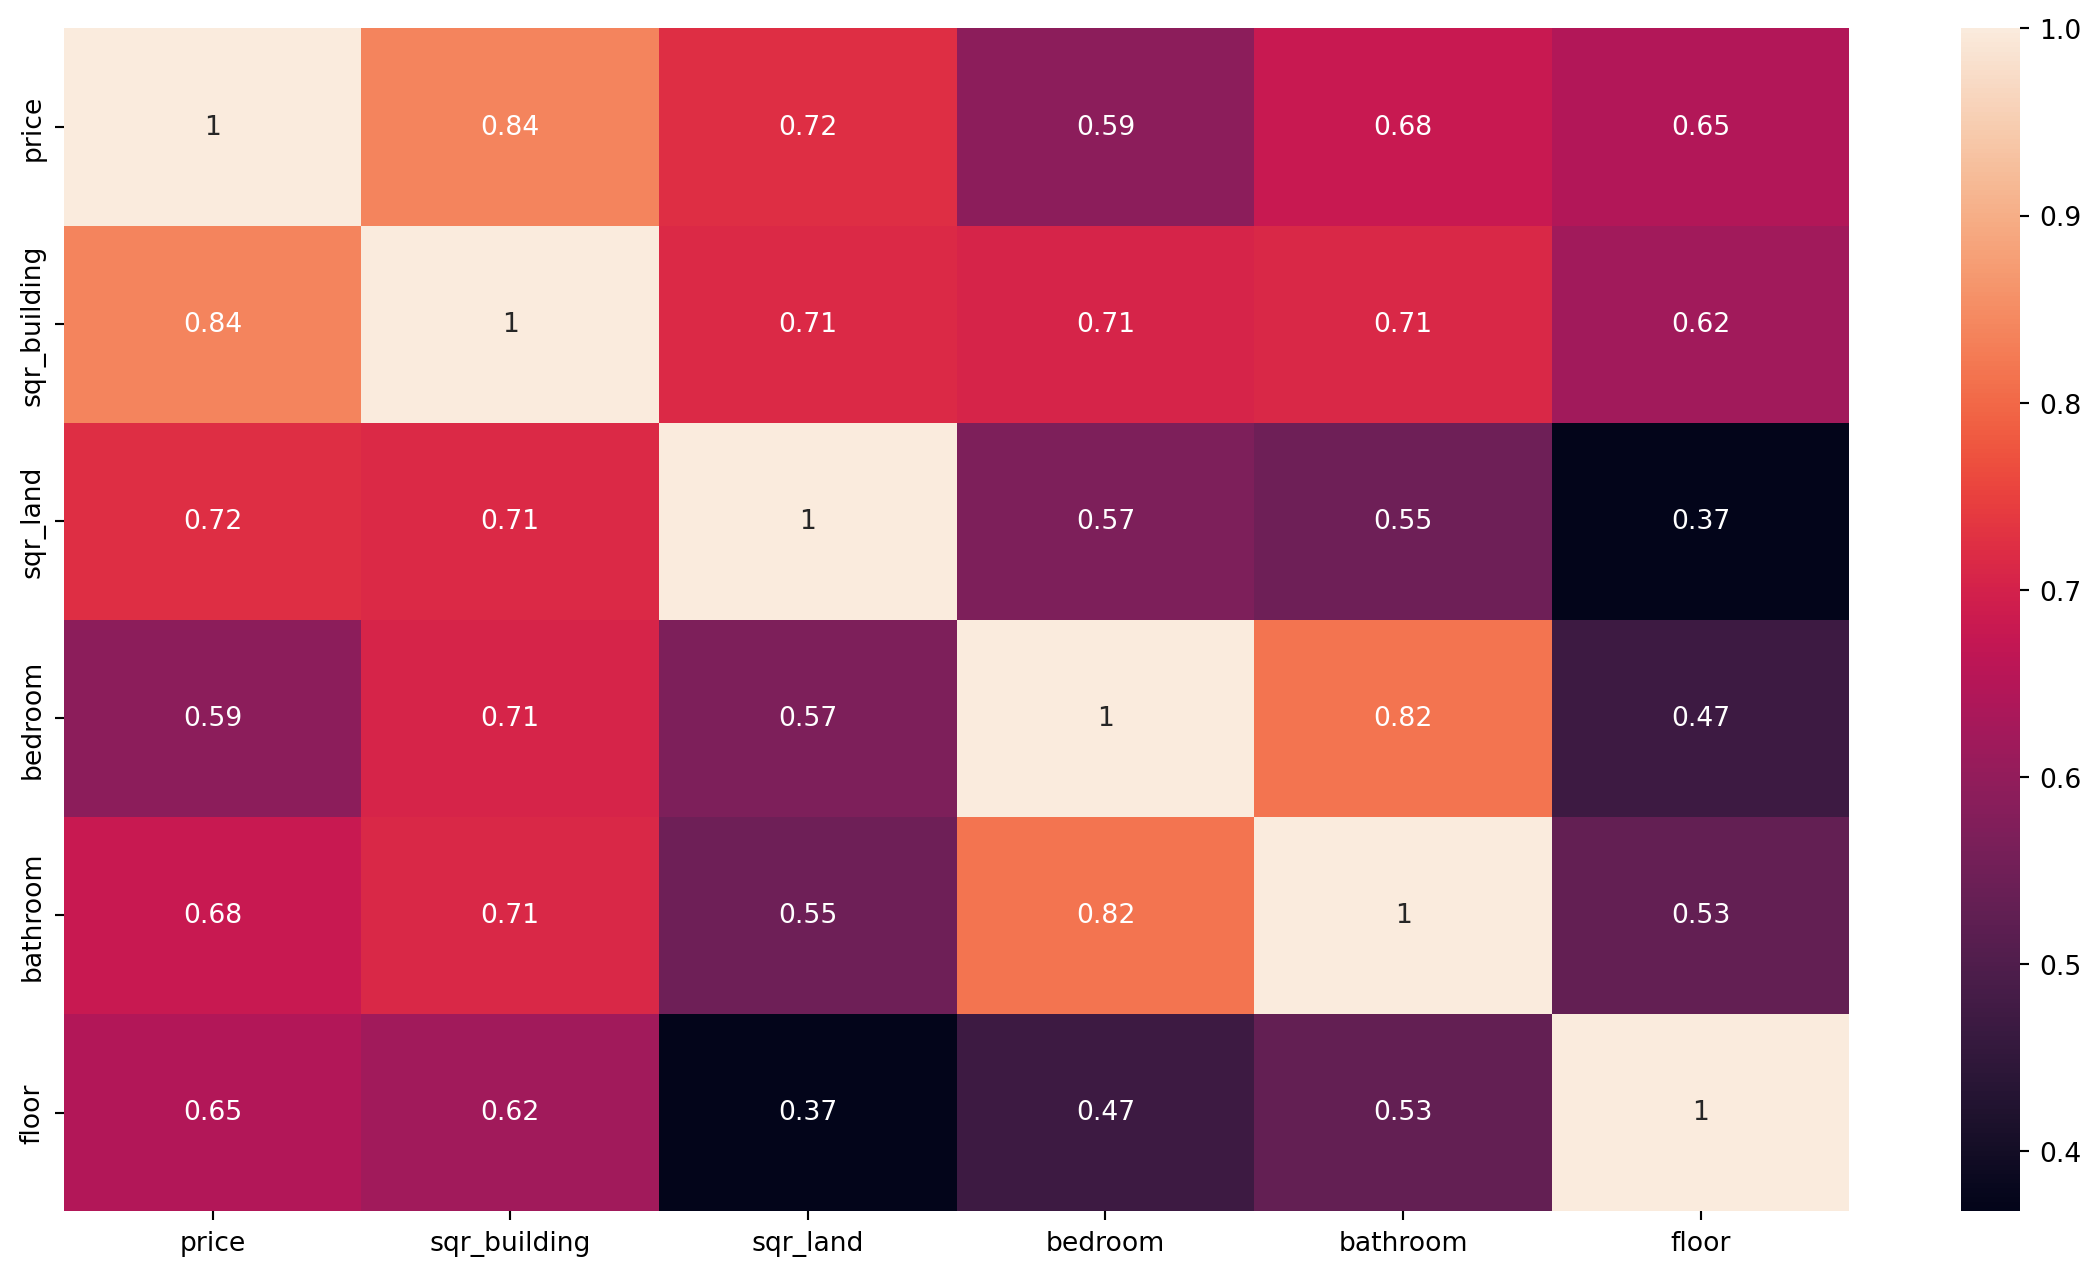 price 1 0.84 0.72 0.59 0.68 0.65
sqr_building 0.84 1 0.71 0.71 0.71 0.62
sqr_land 0.72 0.71 1 0.57 0.55 0.37
bedroom 0.59 0.71 0.57 1 0.82 0.47
bathroom 0.68 0.71 0.55 0.82 1 0.53
floor 0.65 0.62 0.37 0.47 0.53 1
price sqr_building sqr_land bedroom bathroom floor
1.0
0.9
0.8
0.7
0.6
0.5
0.4